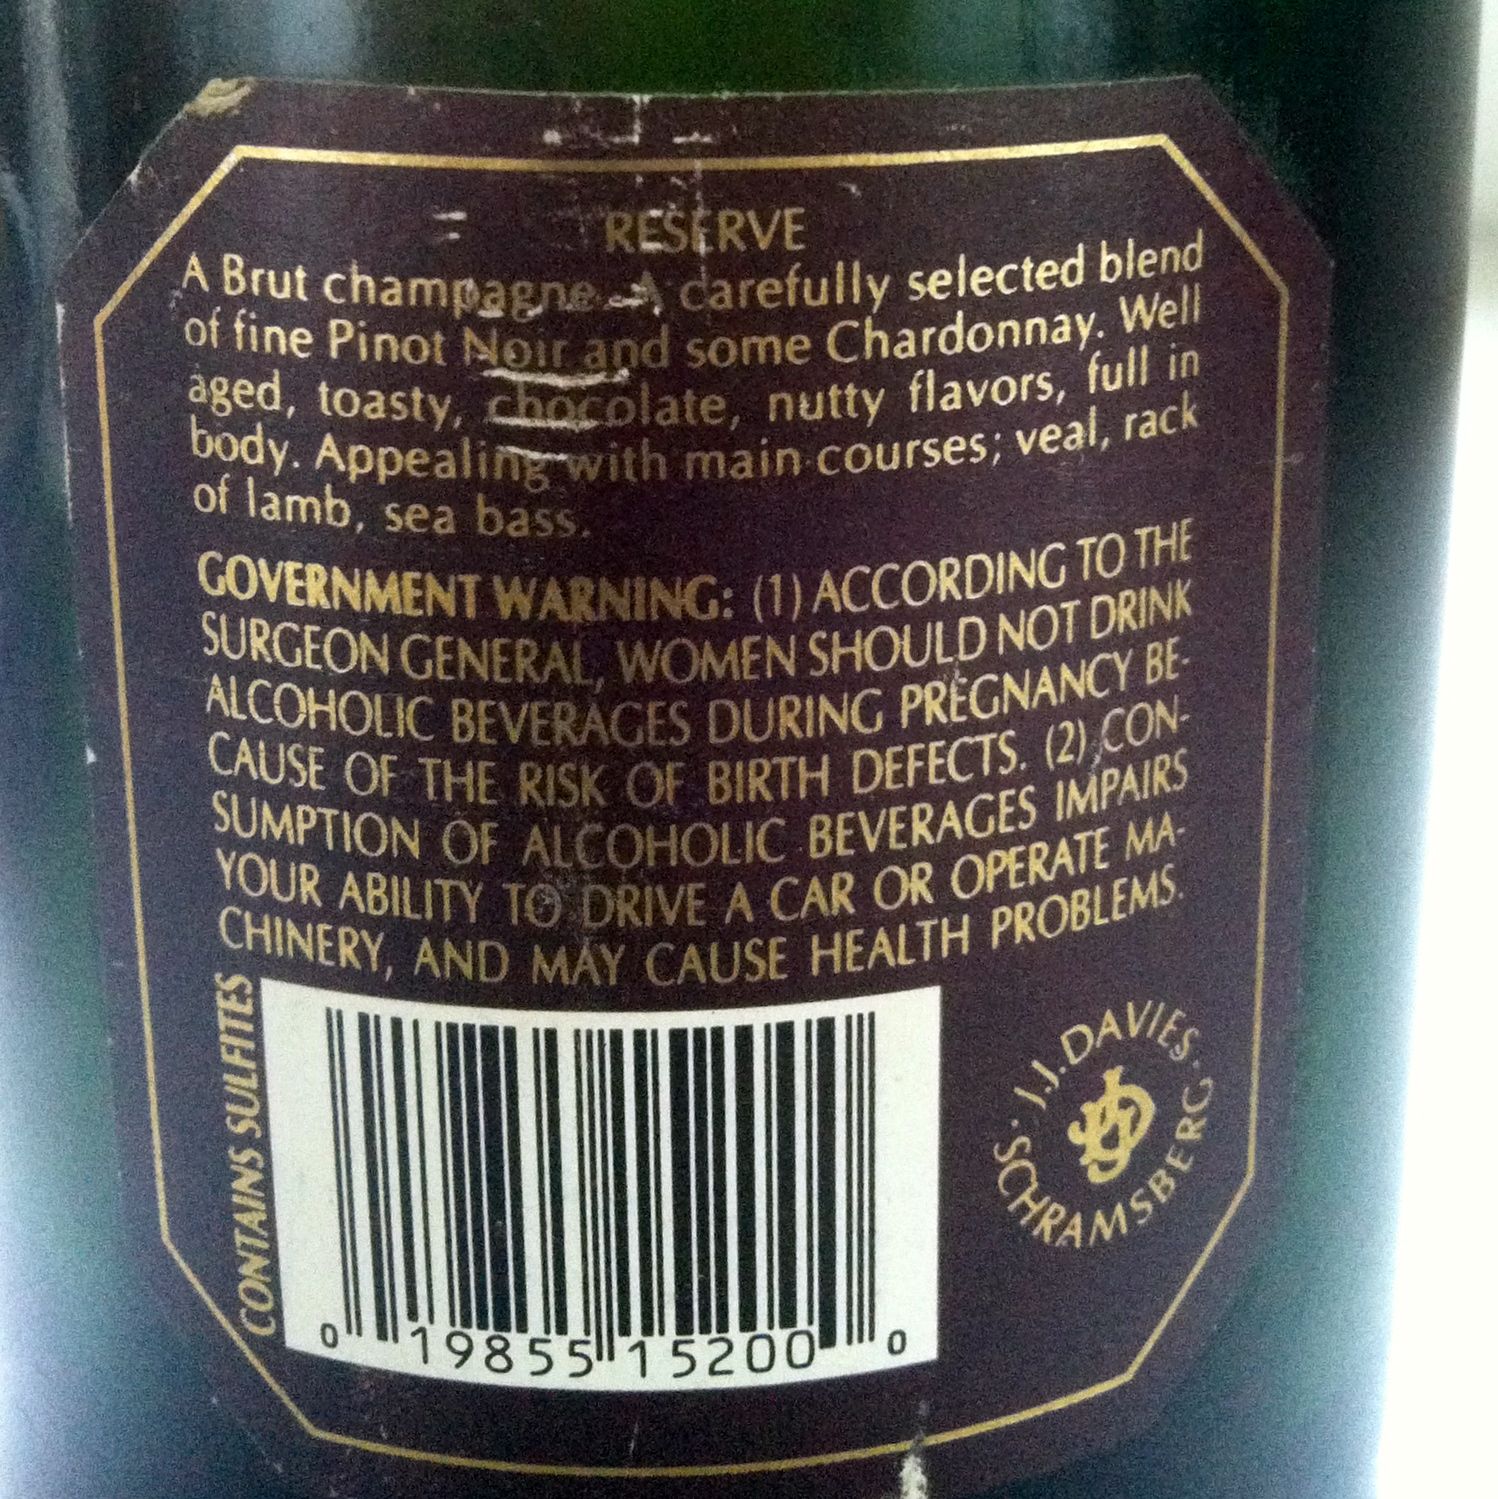 RESERVE
A Brut champagne. A carefully selected blend
of fine Pinot Noir and some Chardonnay. Well
aged, toasty, chocolate, nutty flavors, full in
body. Appealing with main courses; veal, rack
of lamb, sea bass.
GOVERNMENT WARNING: (1) ACCORDING TO THE
SURGEON GENERAL, WOMEN SHOULD NOT DRINK
ALCOHOLIC BEVERAGES DURING PREGNANCY BE-
CAUSE OF THE RISK OF BIRTH DEFECTS. (2) CON-
SUMPTION OF ALCOHOLIC BEVERAGES IMPAIRS
YOUR ABILITY TO DRIVE A CAR OR OPERATE MA-
CHINERY, AND MAY CAUSE HEALTH PROBLEMS.
CONTAINS SULFITES
0 19855 15200 0
· J.J. DAVIES ·
SCHRAMSBERG
JD